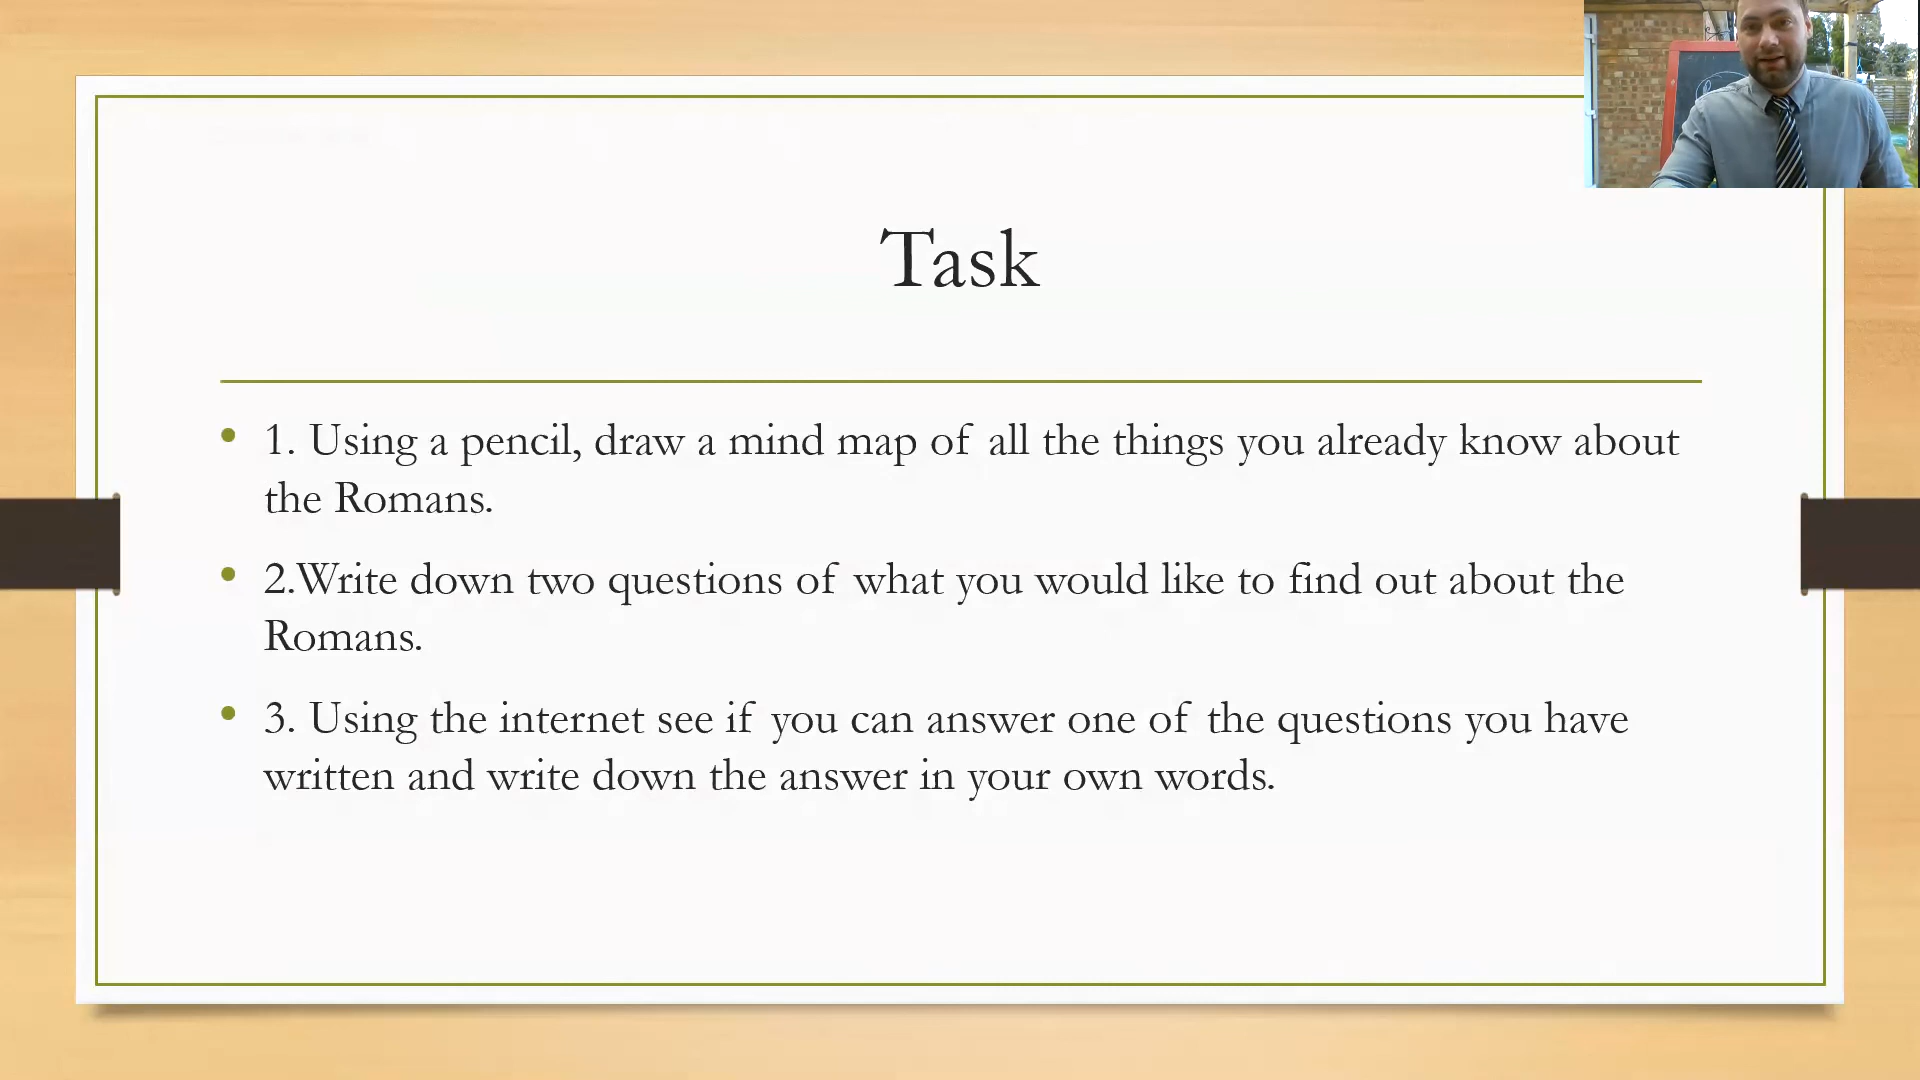 Task
• 1. Using a pencil, draw a mind map of all the things you already know about
the Romans.
• 2.Write down two questions of what you would like to find out about the
Romans.
• 3. Using the internet see if you can answer one of the questions you have
written and write down the answer in your own words.